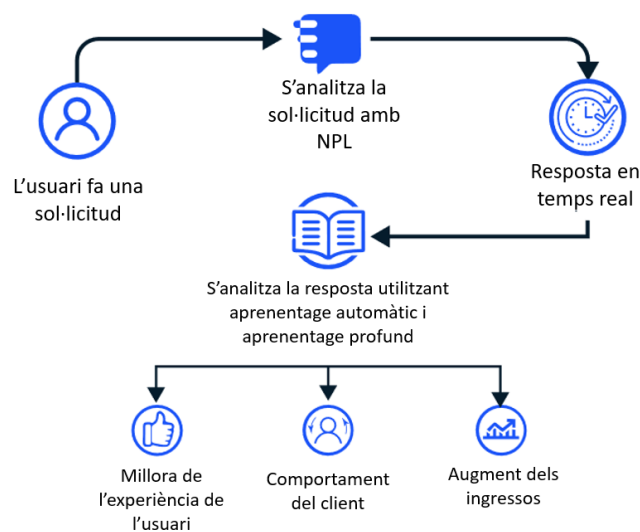 S'analitza la
sol·licitud amb
NPL
L'usuari fa una
sol·licitud
Resposta en
temps real
S'analitza la resposta utilitzant
aprenentage automàtic i
aprenentage profund
Millora de
l'experiència de
l'usuari
Comportament
del client
Augment dels
ingressos